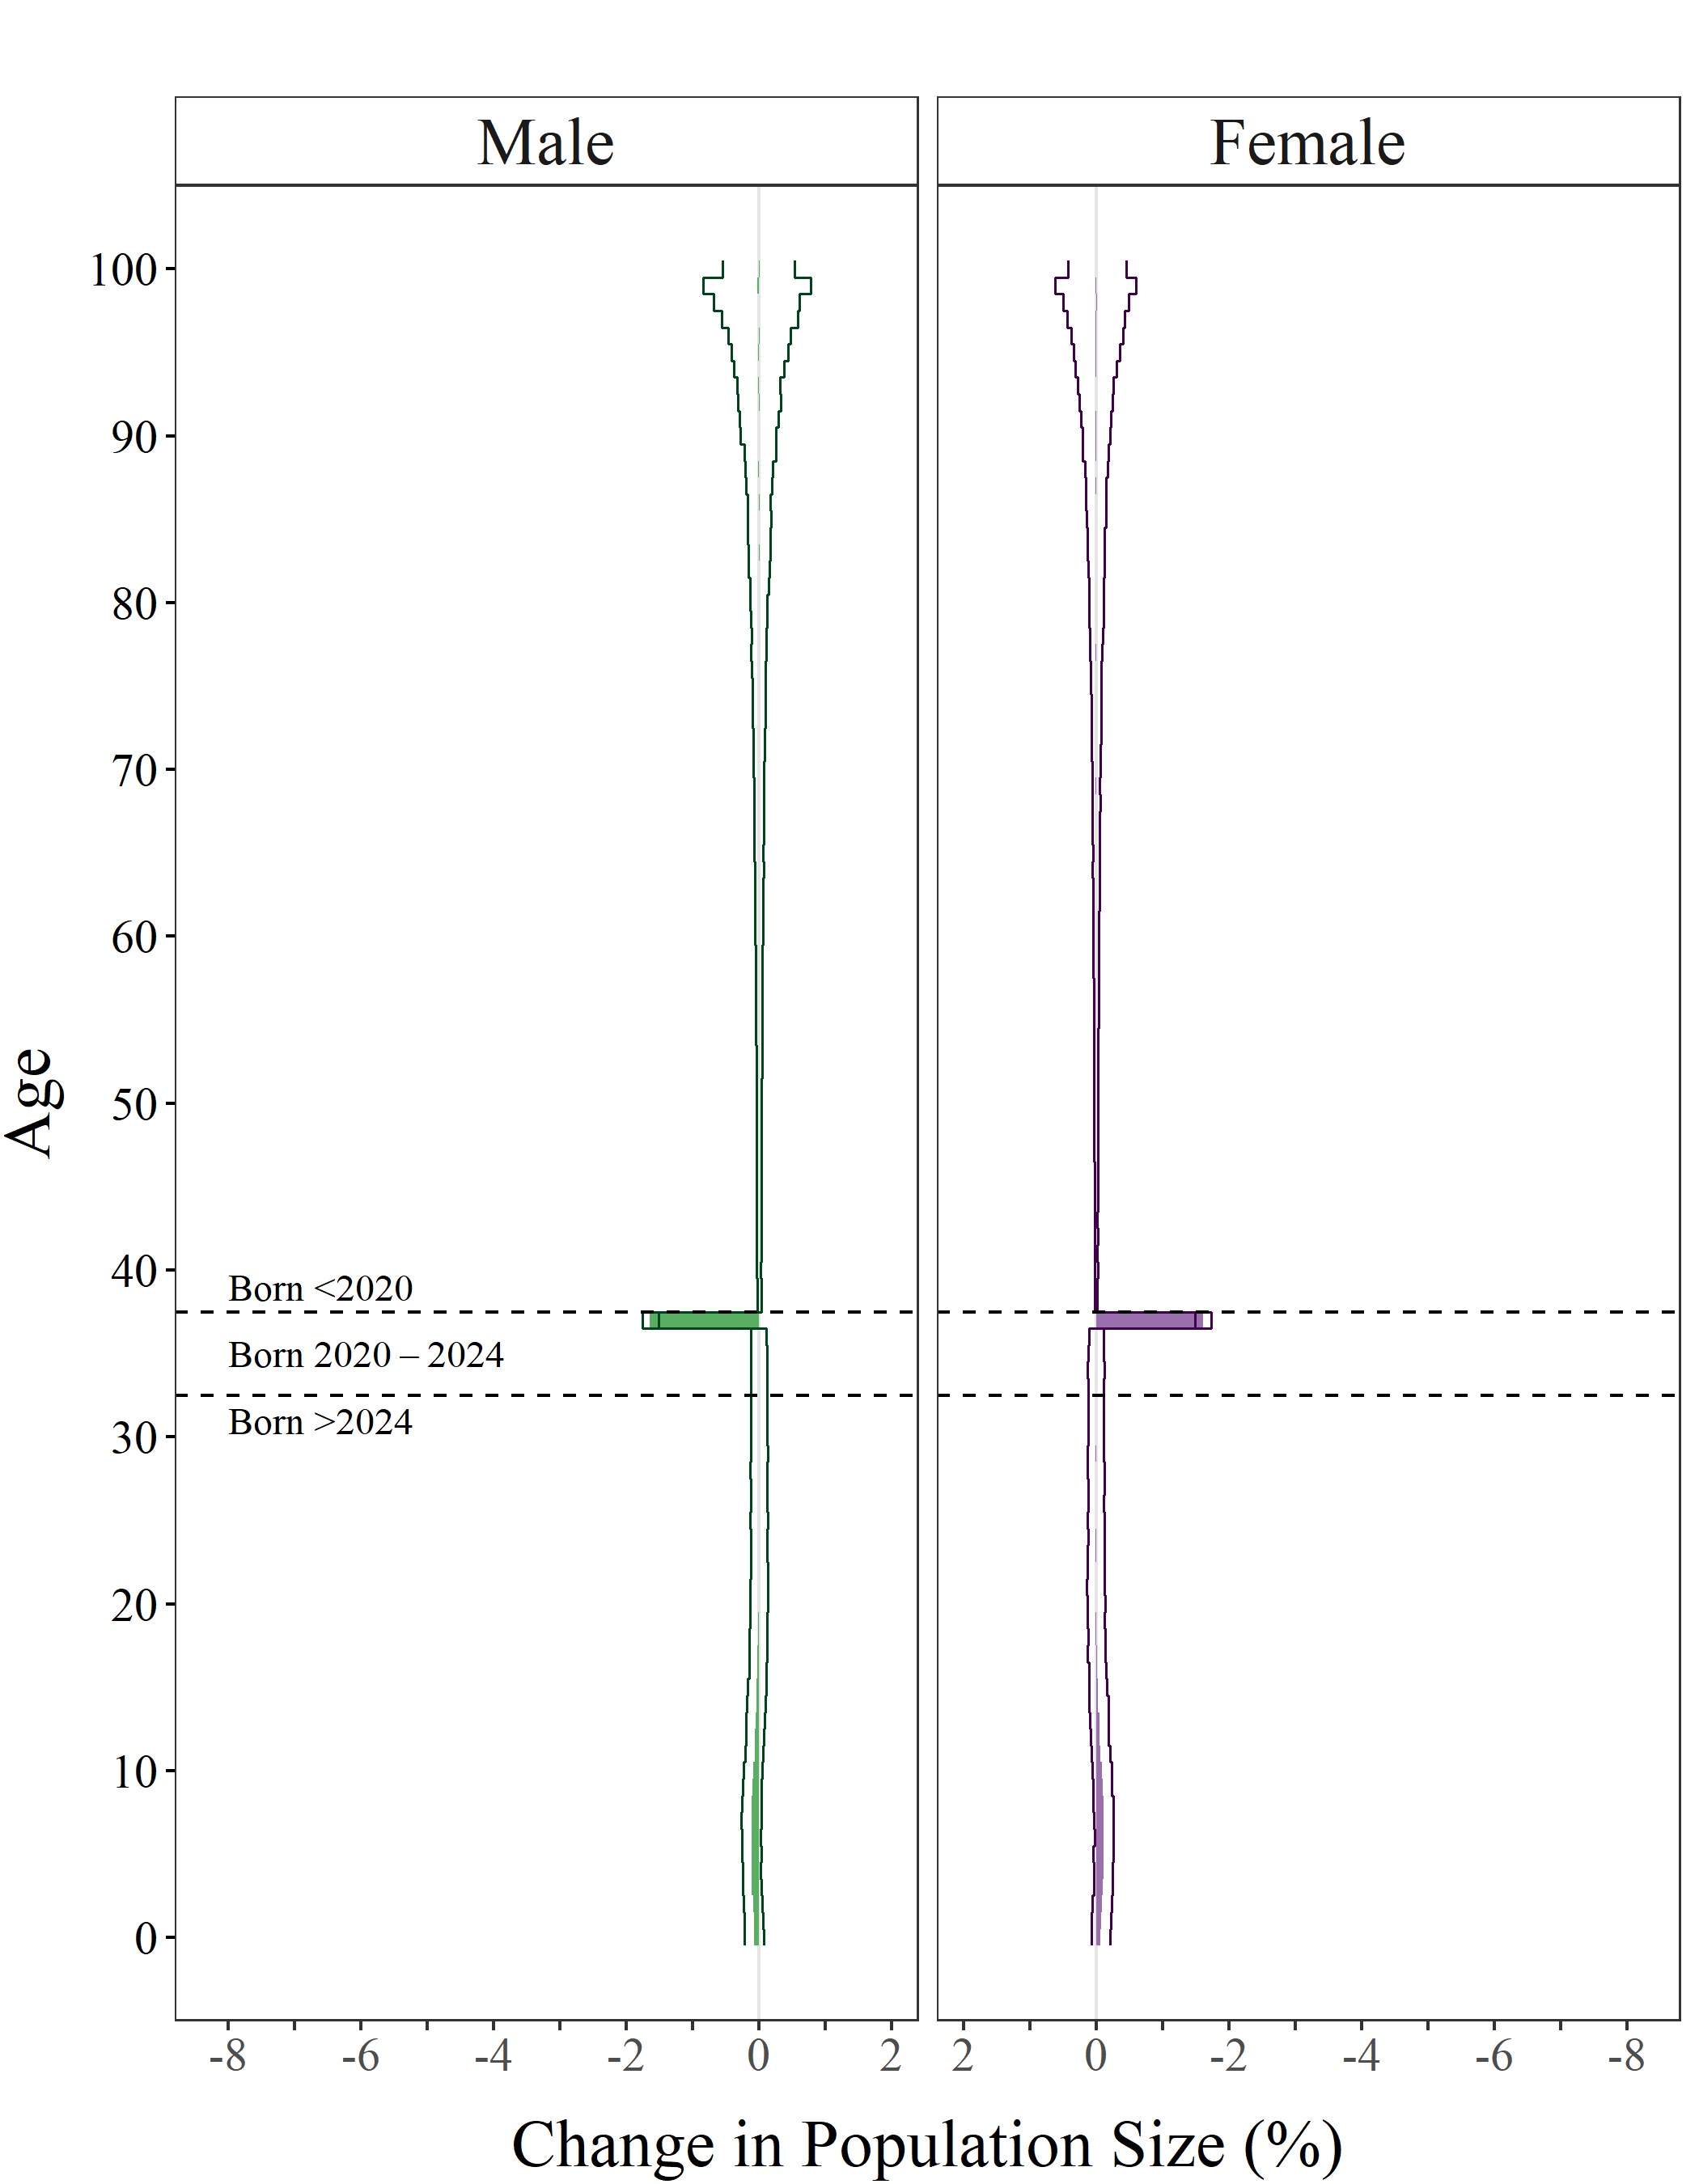 Male
Female
100
90
80
70
60
50
40
30
20
10
0
Age
Born <2020
Born 2020 – 2024
Born >2024
-8 -6 -4 -2 0 2
2 0 -2 -4 -6 -8
Change in Population Size (%)